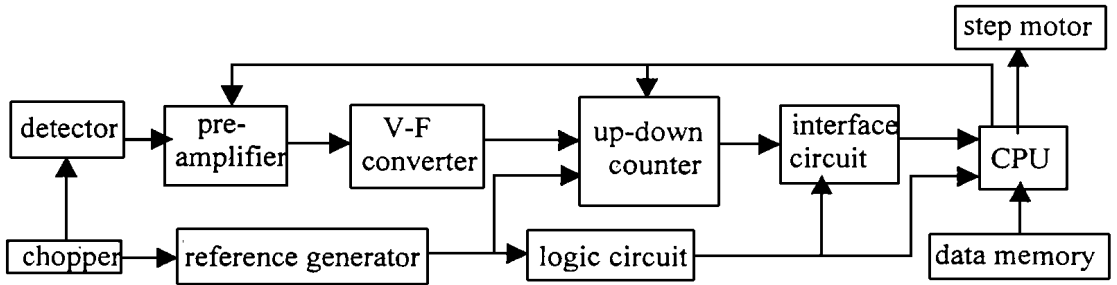 step motor
detector
pre-
amplifier
V-F
converter
up-down
counter
interface
circuit
CPU
chopper
reference generator
logic circuit
data memory